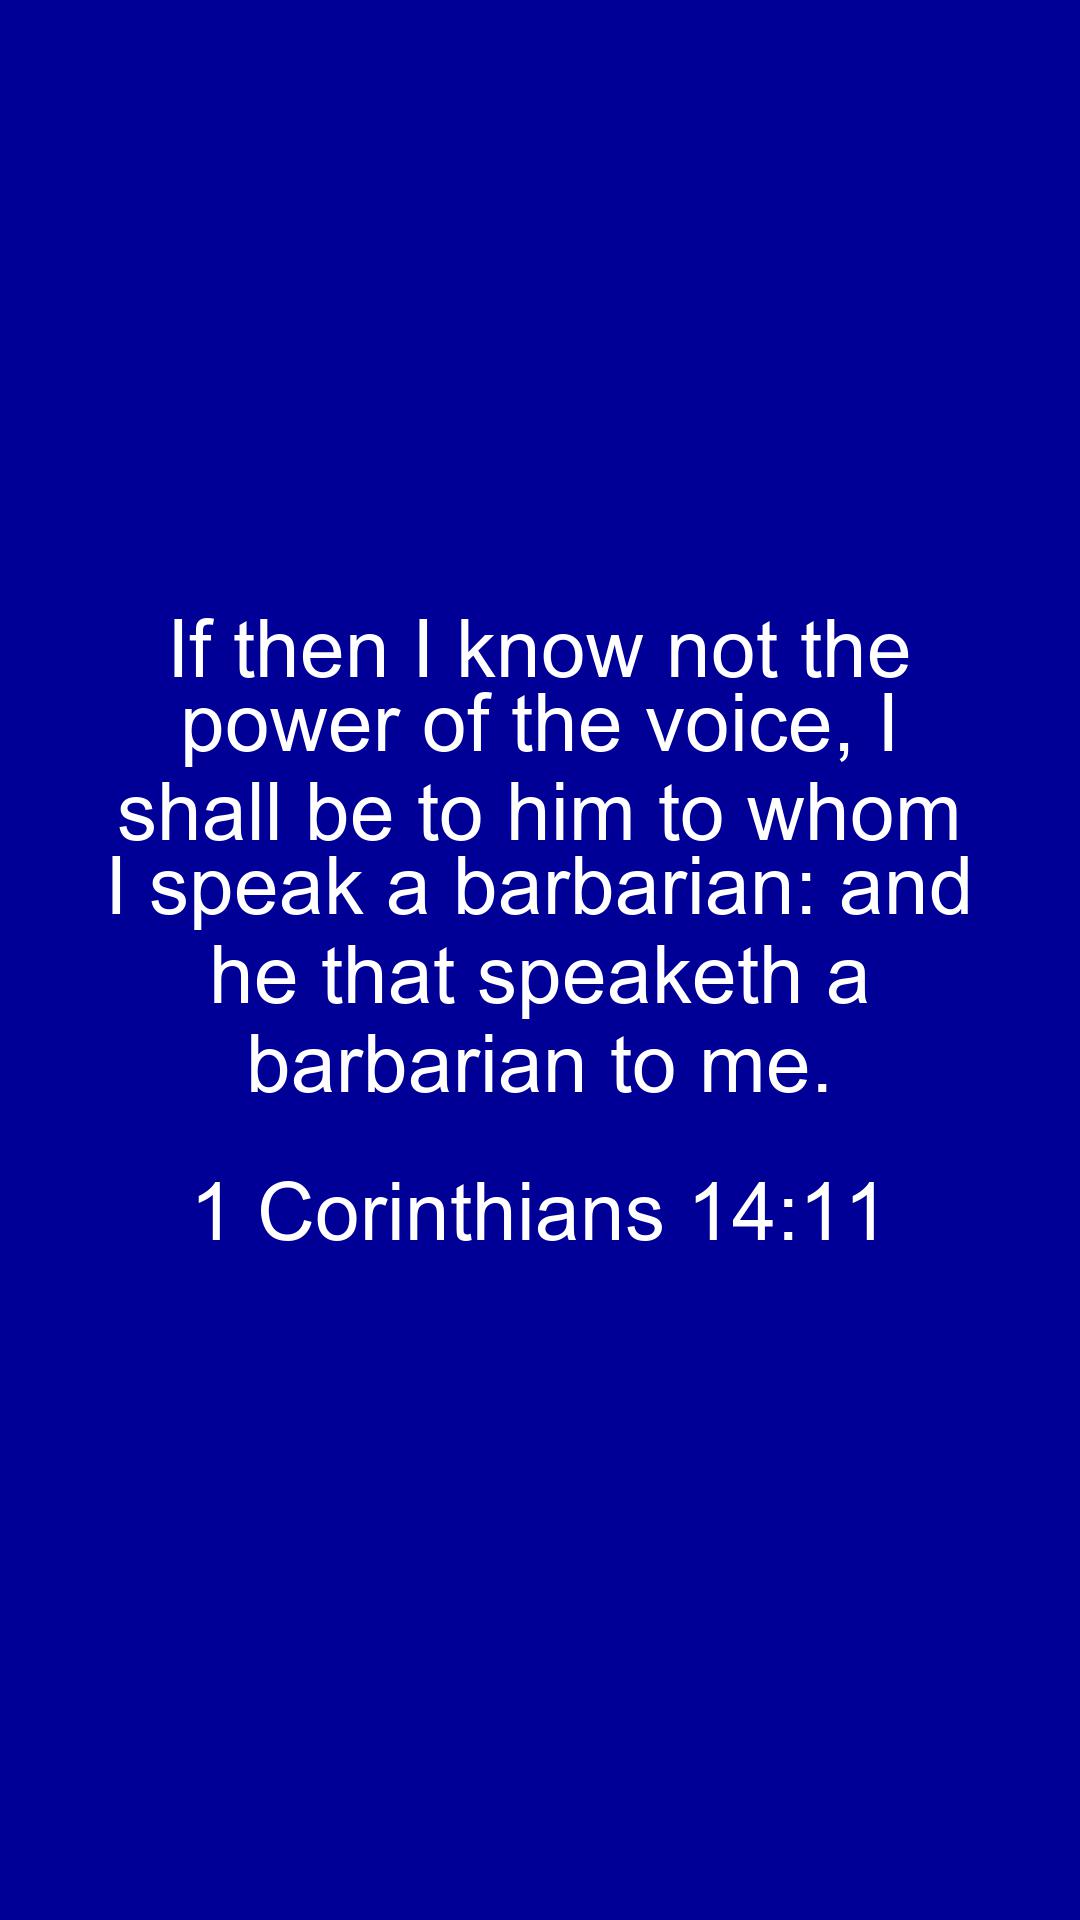 If then I know not the
power of the voice, I
shall be to him to whom
I speak a barbarian: and
he that speaketh a
barbarian to me.
1 Corinthians 14:11